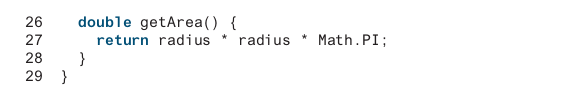 26    double getArea() {
27      return radius * radius * Math.PI;
28    }
29  }